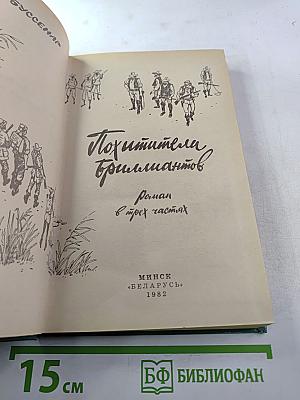 БУССЕНАР
Похитители
Бриллиантов
Роман
в трех частях
МИНСК
«БЕЛАРУСЬ»
1982
15 см
БФ БИБЛИОФАН